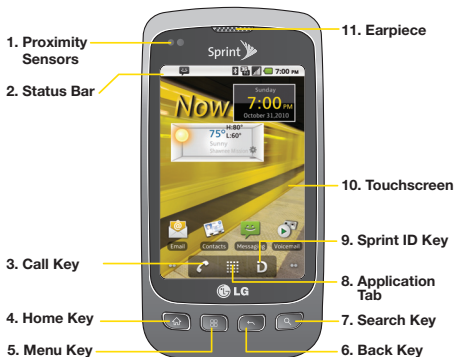 1. Proximity
Sensors
2. Status Bar
3. Call Key
4. Home Key
5. Menu Key
11. Earpiece
10. Touchscreen
9. Sprint ID Key
8. Application
Tab
7. Search Key
6. Back Key
Sprint
7:00 PM
Now
Sunday
7:00 PM
October 31,2010
75° H:80°
L:60°
Sunny
Email
Contacts
Messaging
Voicemail
LG